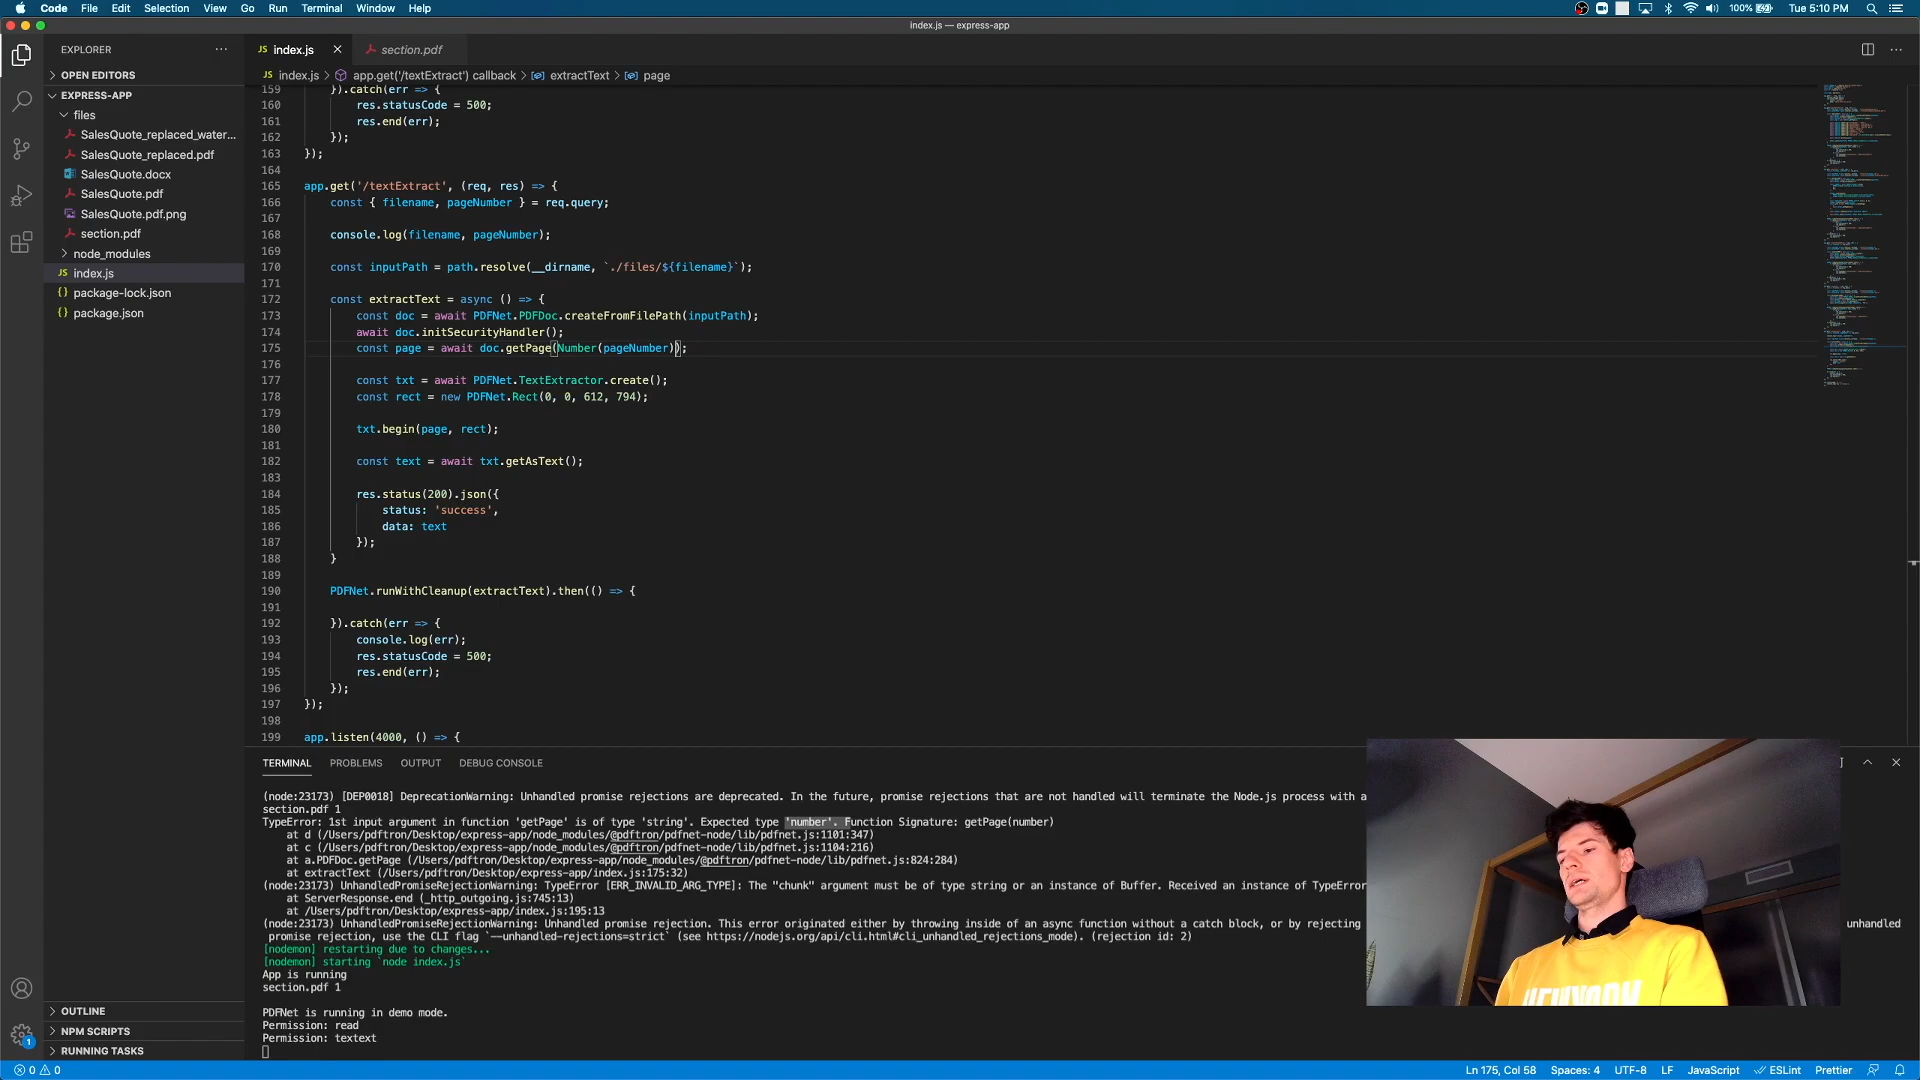 Code File Edit Selection View Go Run Terminal Window Help
100% Tue 5:10 PM
index.js — express-app
EXPLORER
OPEN EDITORS
EXPRESS-APP
files
SalesQuote_replaced_water...
SalesQuote_replaced.pdf
SalesQuote.docx
SalesQuote.pdf
SalesQuote.pdf.png
section.pdf
node_modules
index.js
package-lock.json
package.json
OUTLINE
NPM SCRIPTS
RUNNING TASKS
JS index.js section.pdf
JS index.js > app.get('/textExtract') callback > extractText > page
159 }).catch(err => {
160 res.statusCode = 500;
161 res.end(err);
162 });
163 });
164
165 app.get('/textExtract', (req, res) => {
166 const { filename, pageNumber } = req.query;
167
168 console.log(filename, pageNumber);
169
170 const inputPath = path.resolve(__dirname, `./files/${filename}`);
171
172 const extractText = async () => {
173 const doc = await PDFNet.PDFDoc.createFromFilePath(inputPath);
174 await doc.initSecurityHandler();
175 const page = await doc.getPage(Number(pageNumber));
176
177 const txt = await PDFNet.TextExtractor.create();
178 const rect = new PDFNet.Rect(0, 0, 612, 794);
179
180 txt.begin(page, rect);
181
182 const text = await txt.getAsText();
183
184 res.status(200).json({
185 status: 'success',
186 data: text
187 });
188 }
189
190 PDFNet.runWithCleanup(extractText).then(() => {
191
192 }).catch(err => {
193 console.log(err);
194 res.statusCode = 500;
195 res.end(err);
196 });
197 });
198
199 app.listen(4000, () => {
TERMINAL PROBLEMS OUTPUT DEBUG CONSOLE
(node:23173) [DEP0018] DeprecationWarning: Unhandled promise rejections are deprecated. In the future, promise rejections that are not handled will terminate the Node.js process with a
section.pdf 1
TypeError: 1st input argument in function 'getPage' is of type 'string'. Expected type 'number'. Function Signature: getPage(number)
at d (/Users/pdftron/Desktop/express-app/node_modules/@pdftron/pdfnet-node/lib/pdfnet.js:1101:347)
at c (/Users/pdftron/Desktop/express-app/node_modules/@pdftron/pdfnet-node/lib/pdfnet.js:1104:216)
at a.PDFDoc.getPage (/Users/pdftron/Desktop/express-app/node_modules/@pdftron/pdfnet-node/lib/pdfnet.js:824:284)
at extractText (/Users/pdftron/Desktop/express-app/index.js:175:32)
(node:23173) UnhandledPromiseRejectionWarning: TypeError [ERR_INVALID_ARG_TYPE]: The "chunk" argument must be of type string or an instance of Buffer. Received an instance of TypeError
at ServerResponse.end (_http_outgoing.js:745:13)
at /Users/pdftron/Desktop/express-app/index.js:195:13
(node:23173) UnhandledPromiseRejectionWarning: Unhandled promise rejection. This error originated either by throwing inside of an async function without a catch block, or by rejecting unhandled
promise rejection, use the CLI flag `--unhandled-rejections=strict` (see https://nodejs.org/api/cli.html#cli_unhandled_rejections_mode). (rejection id: 2)
[nodemon] restarting due to changes...
[nodemon] starting `node index.js`
App is running
section.pdf 1
PDFNet is running in demo mode.
Permission: read
Permission: textext
1
0 0 Ln 175, Col 58 Spaces: 4 UTF-8 LF JavaScript ESLint Prettier